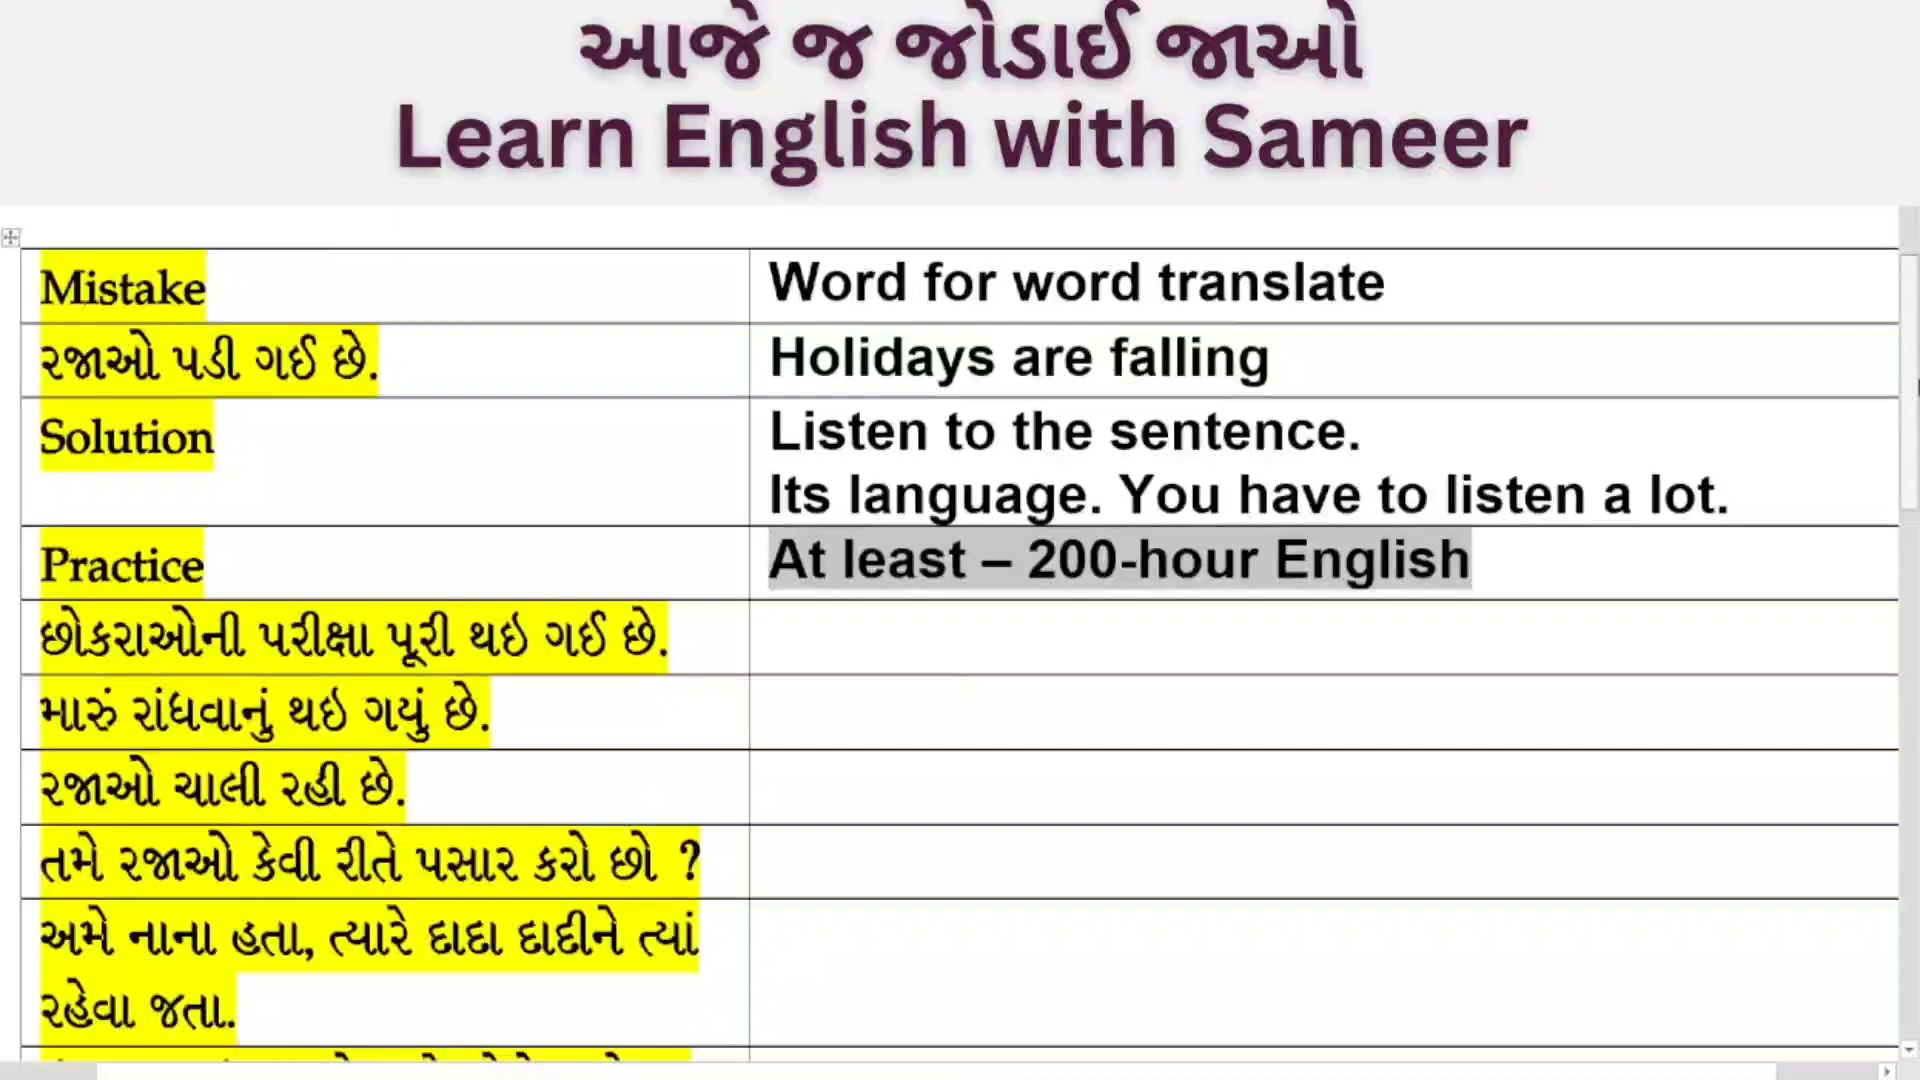 આજે જ જોડાઈ જાઓ
Learn English with Sameer
Mistake
Word for word translate
રજાઓ પડી ગઈ છે.
Holidays are falling
Solution
Listen to the sentence.
Its language. You have to listen a lot.
Practice
At least – 200-hour English
છોકરાઓની પરીક્ષા પૂરી થઇ ગઈ છે.
મારું રાંધવાનું થઇ ગયું છે.
રજાઓ ચાલી રહી છે.
તમે રજાઓ કેવી રીતે પસાર કરો છો ?
અમે નાના હતા, ત્યારે દાદા દાદીને ત્યાં
રહેવા જતા.